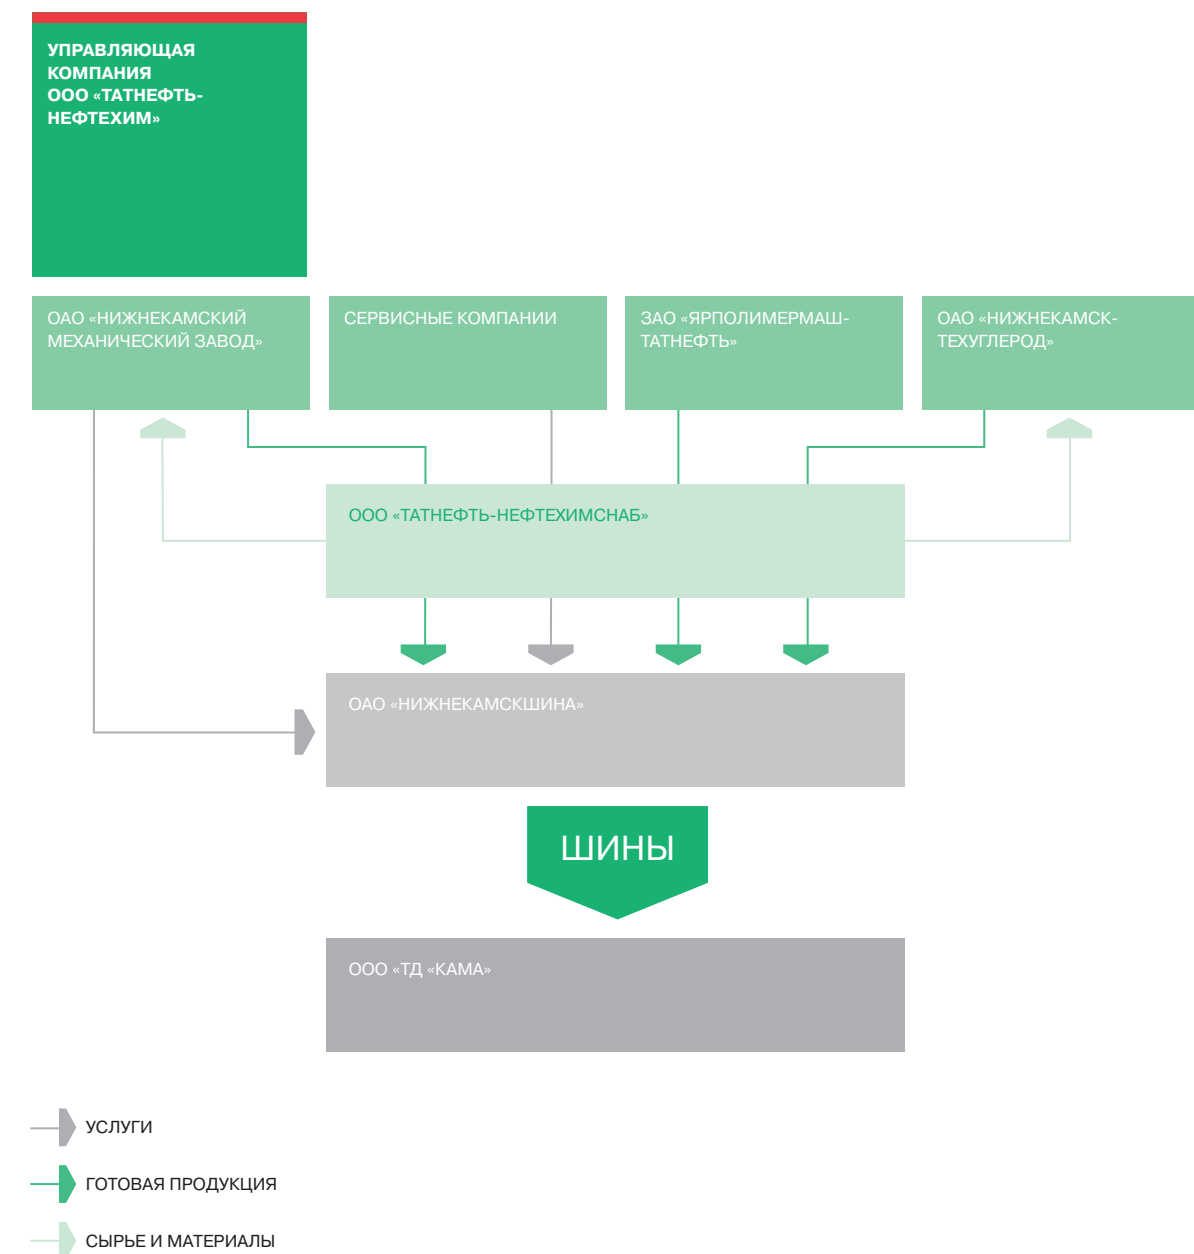 УПРАВЛЯЮЩАЯ
КОМПАНИЯ
ООО «ТАТНЕФТЬ-
НЕФТЕХИМ»
ОАО «НИЖНЕКАМСКИЙ
МЕХАНИЧЕСКИЙ ЗАВОД»
СЕРВИСНЫЕ КОМПАНИИ
ЗАО «ЯРПОЛИМЕРМАШ-
ТАТНЕФТЬ»
ОАО «НИЖНЕКАМСК-
ТЕХУГЛЕРОД»
ООО «ТАТНЕФТЬ-НЕФТЕХИМСНАБ»
ОАО «НИЖНЕКАМСКШИНА»
ШИНЫ
ООО «ТД «КАМА»
УСЛУГИ
ГОТОВАЯ ПРОДУКЦИЯ
СЫРЬЕ И МАТЕРИАЛЫ